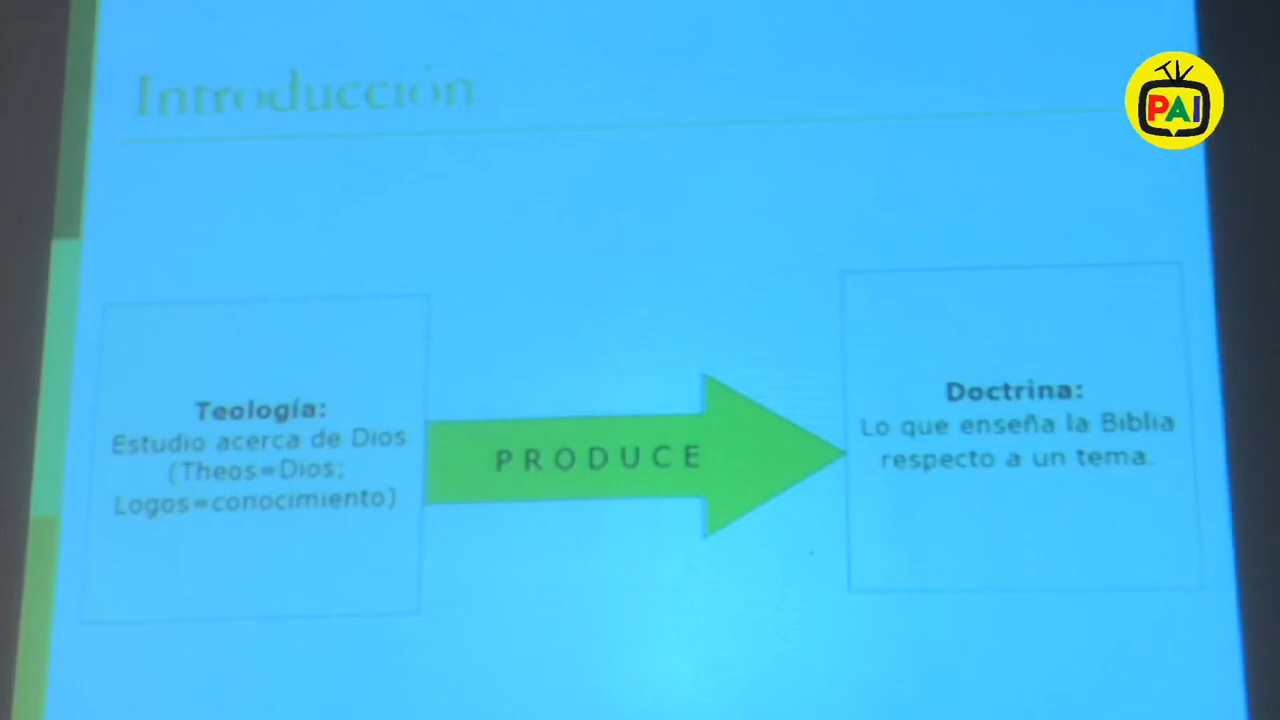 Introducción
PAI
Teología:
Estudio acerca de Dios
(Theos=Dios;
Logos=conocimiento)
PRODUCE
Doctrina:
Lo que enseña la Biblia
respecto a un tema.